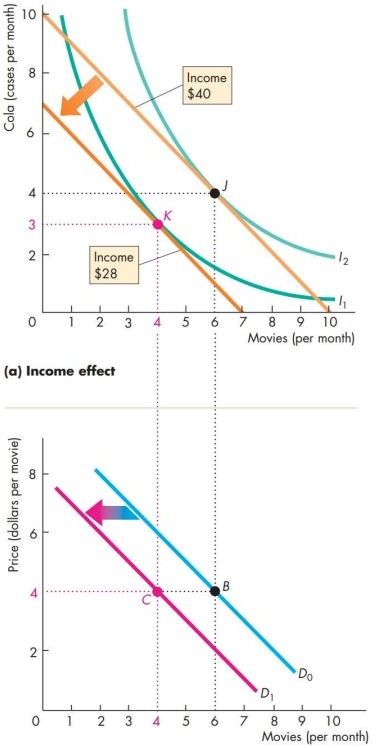 Cola (cases per month)
10
8
6
4
3
2
0
Income
$40
J
K
Income
$28
I2
I1
1 2 3 4 5 6 7 8 9 10
Movies (per month)
(a) Income effect
Price (dollars per movie)
8
6
4
2
0
B
C
D0
D1
1 2 3 4 5 6 7 8 9 10
Movies (per month)